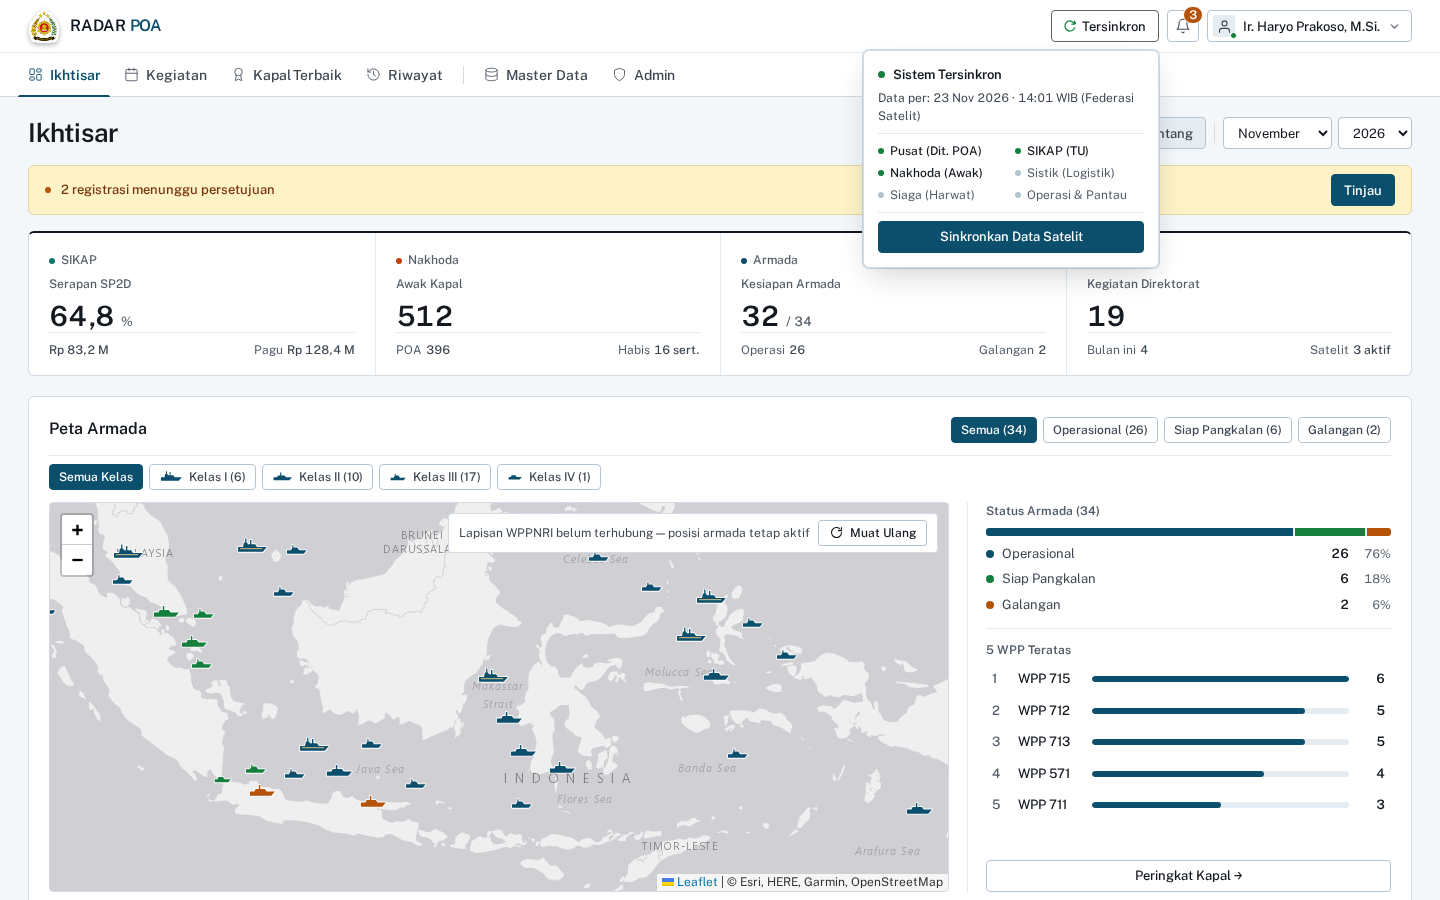 RADAR POA
Tersinkron
3
Ir. Haryo Prakoso, M.Si.
Ikhtisar
Kegiatan
Kapal Terbaik
Riwayat
Master Data
Admin
Sistem Tersinkron
Data per: 23 Nov 2026 · 14:01 WIB (Federasi
Satelit)
Pusat (Dit. POA)
SIKAP (TU)
Nakhoda (Awak)
Sistik (Logistik)
Siaga (Harwat)
Operasi & Pantau
Sinkronkan Data Satelit
Ikhtisar
ntang
November
2026
2 registrasi menunggu persetujuan
Tinjau
SIKAP
Serapan SP2D
64,8 %
Rp 83,2 M
Pagu Rp 128,4 M
Nakhoda
Awak Kapal
512
POA 396
Habis 16 sert.
Armada
Kesiapan Armada
32 / 34
Operasi 26
Galangan 2
Kegiatan Direktorat
19
Bulan ini 4
Satelit 3 aktif
Peta Armada
Semua (34)
Operasional (26)
Siap Pangkalan (6)
Galangan (2)
Semua Kelas
Kelas I (6)
Kelas II (10)
Kelas III (17)
Kelas IV (1)
+
−
Lapisan WPPNRI belum terhubung — posisi armada tetap aktif
Muat Ulang
AYSIA
BRUNEI
DARUSSALA
Celebes Sea
Molucca Se
Makassar
Strait
Java Sea
INDONESIA
Banda Sea
Flores Sea
TIMOR-LESTE
Arafura Sea
Leaflet | © Esri, HERE, Garmin, OpenStreetMap
Status Armada (34)
Operasional 26 76%
Siap Pangkalan 6 18%
Galangan 2 6%
5 WPP Teratas
1 WPP 715 6
2 WPP 712 5
3 WPP 713 5
4 WPP 571 4
5 WPP 711 3
Peringkat Kapal →